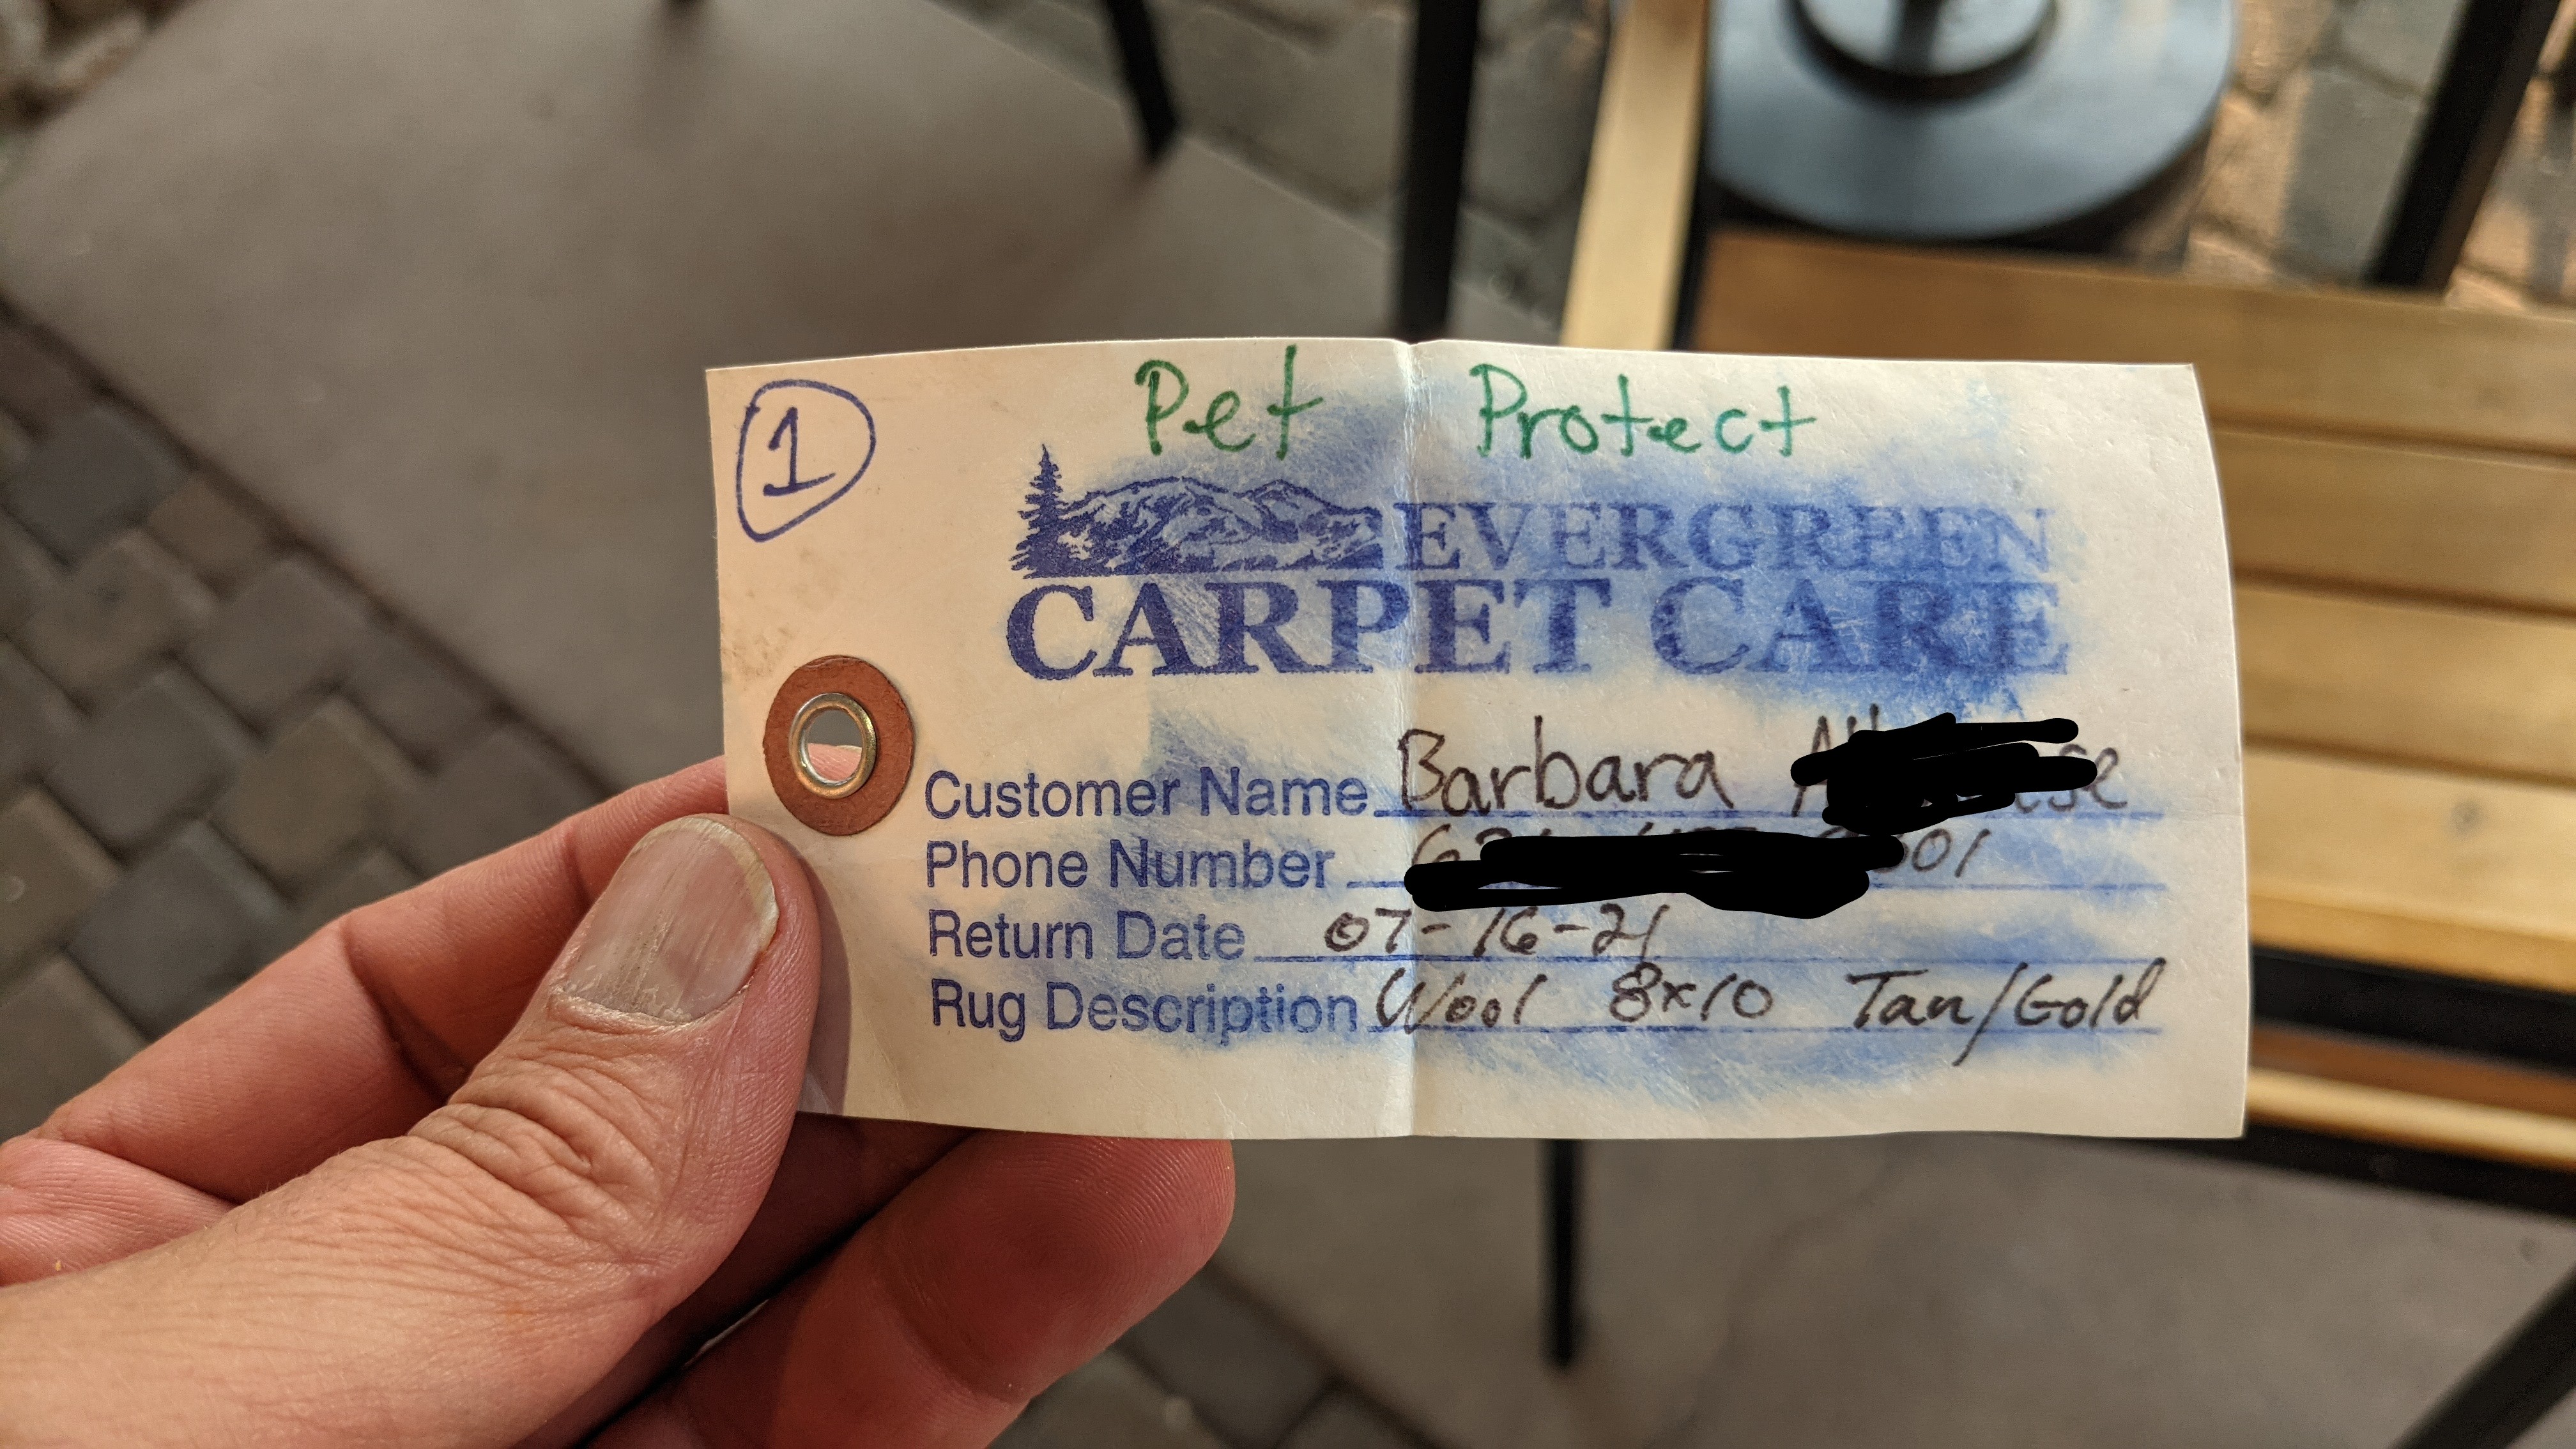 1
Pet Protect
EVERGREEN
CARPET CARE
Customer Name Barbara
Phone Number
Return Date 07-16-21
Rug Description Wool 8x10 Tan/Gold